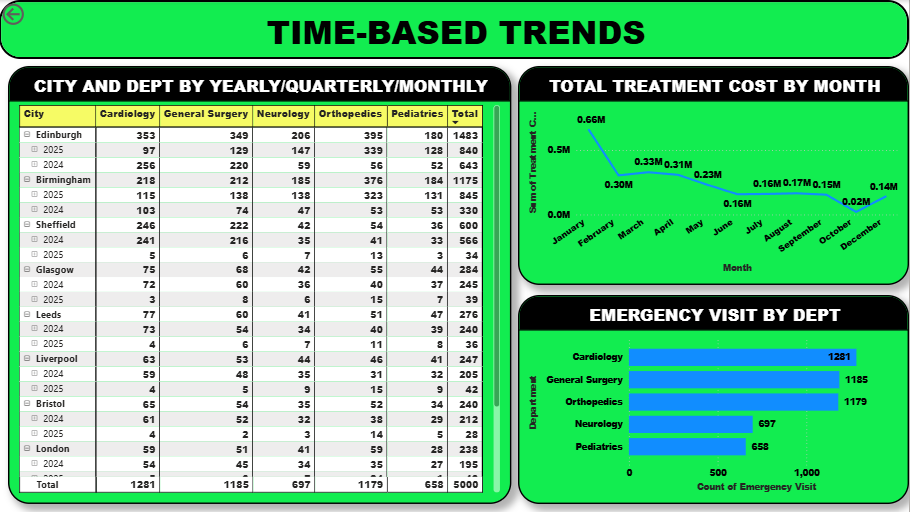 TIME-BASED TRENDS
CITY AND DEPT BY YEARLY/QUARTERLY/MONTHLY
City Cardiology General Surgery Neurology Orthopedics Pediatrics Total
Edinburgh 353 349 206 395 180 1483
2025 97 129 147 339 128 840
2024 256 220 59 56 52 643
Birmingham 218 212 185 376 184 1175
2025 115 138 138 323 131 845
2024 103 74 47 53 53 330
Sheffield 246 222 42 54 36 600
2024 241 216 35 41 33 566
2025 5 6 7 13 3 34
Glasgow 75 68 42 55 44 284
2024 72 60 36 40 37 245
2025 3 8 6 15 7 39
Leeds 77 60 41 51 47 276
2024 73 54 34 40 39 240
2025 4 6 7 11 8 36
Liverpool 63 53 44 46 41 247
2024 59 48 35 31 32 205
2025 4 5 9 15 9 42
Bristol 65 54 35 52 34 240
2024 61 52 32 38 29 212
2025 4 2 3 14 5 28
London 59 51 41 59 28 238
2024 54 45 34 35 27 195
Total 1281 1185 697 1179 658 5000
TOTAL TREATMENT COST BY MONTH
Sum of Treatment C...
0.5M
0.0M
0.66M
0.30M
0.33M
0.31M
0.23M
0.16M
0.16M
0.17M
0.15M
0.02M
0.14M
January
February
March
April
May
June
July
August
September
October
December
Month
EMERGENCY VISIT BY DEPT
Department
Cardiology 1281
General Surgery 1185
Orthopedics 1179
Neurology 697
Pediatrics 658
0 500 1,000
Count of Emergency Visit